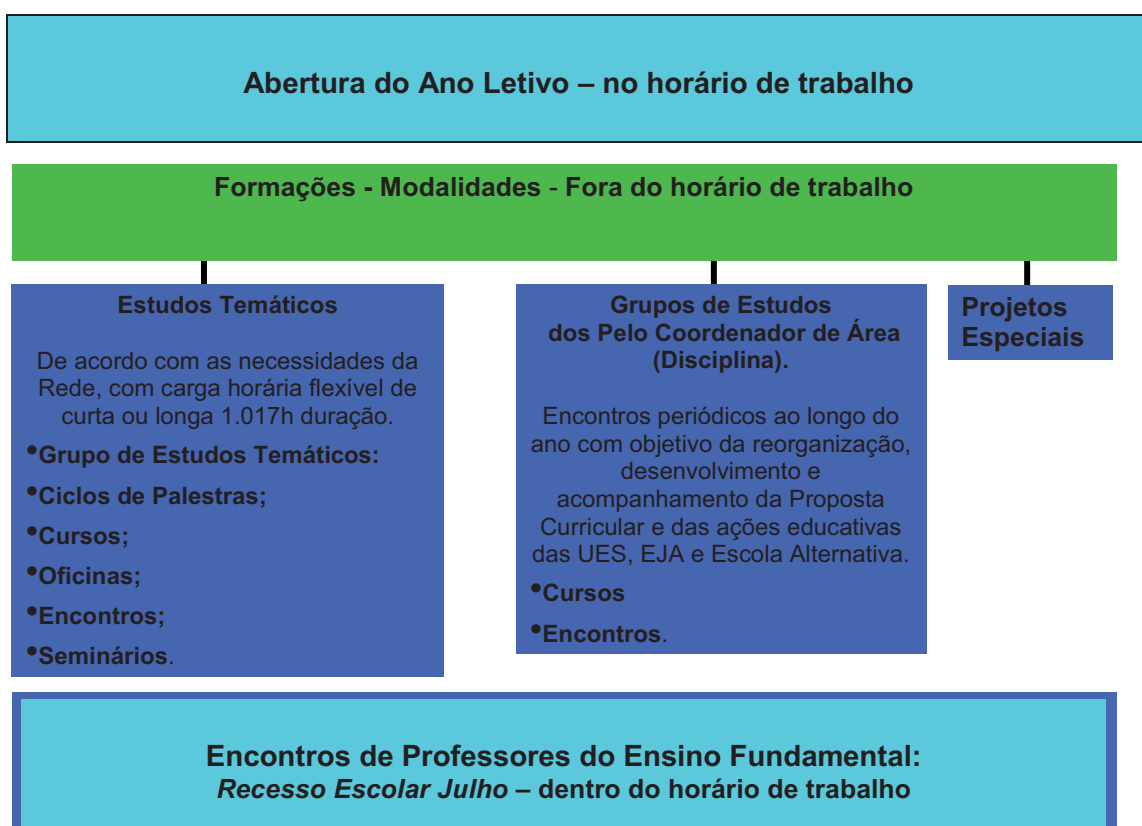 Abertura do Ano Letivo – no horário de trabalho
Formações - Modalidades - Fora do horário de trabalho
Estudos Temáticos
De acordo com as necessidades da
Rede, com carga horária flexível de
curta ou longa 1.017h duração.
•Grupo de Estudos Temáticos:
•Ciclos de Palestras;
•Cursos;
•Oficinas;
•Encontros;
•Seminários.
Grupos de Estudos
dos Pelo Coordenador de Área
(Disciplina).
Encontros periódicos ao longo do
ano com objetivo da reorganização,
desenvolvimento e
acompanhamento da Proposta
Curricular e das ações educativas
das UES, EJA e Escola Alternativa.
•Cursos
•Encontros.
Projetos
Especiais
Encontros de Professores do Ensino Fundamental:
Recesso Escolar Julho – dentro do horário de trabalho